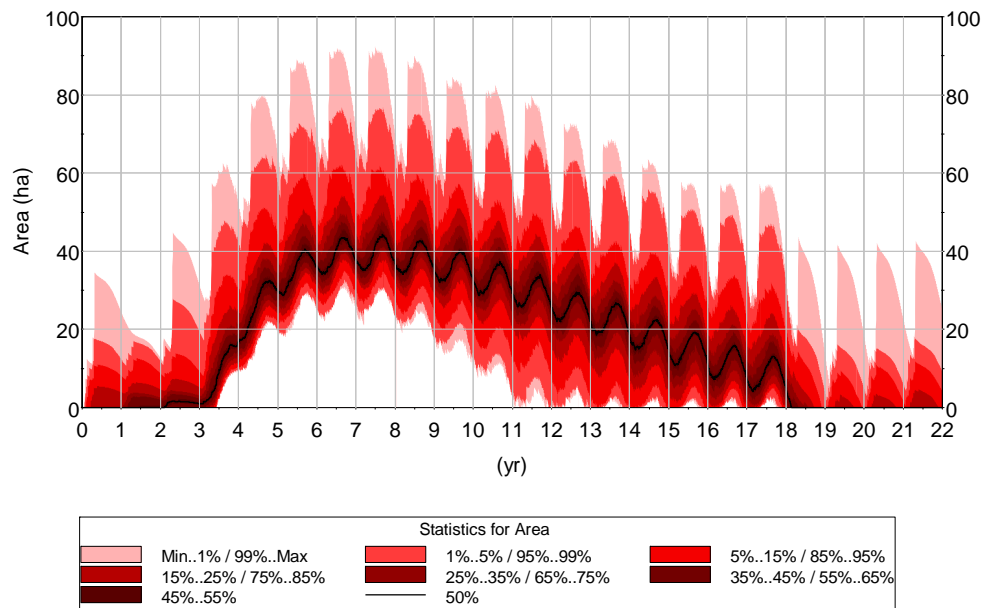 100 100
80 80
60 60
40 40
20 20
0 0
Area (ha)
0 1 2 3 4 5 6 7 8 9 10 11 12 13 14 15 16 17 18 19 20 21 22
(yr)
Statistics for Area
Min..1% / 99%..Max 1%..5% / 95%..99% 5%..15% / 85%..95%
15%..25% / 75%..85% 25%..35% / 65%..75% 35%..45% / 55%..65%
45%..55% 50%